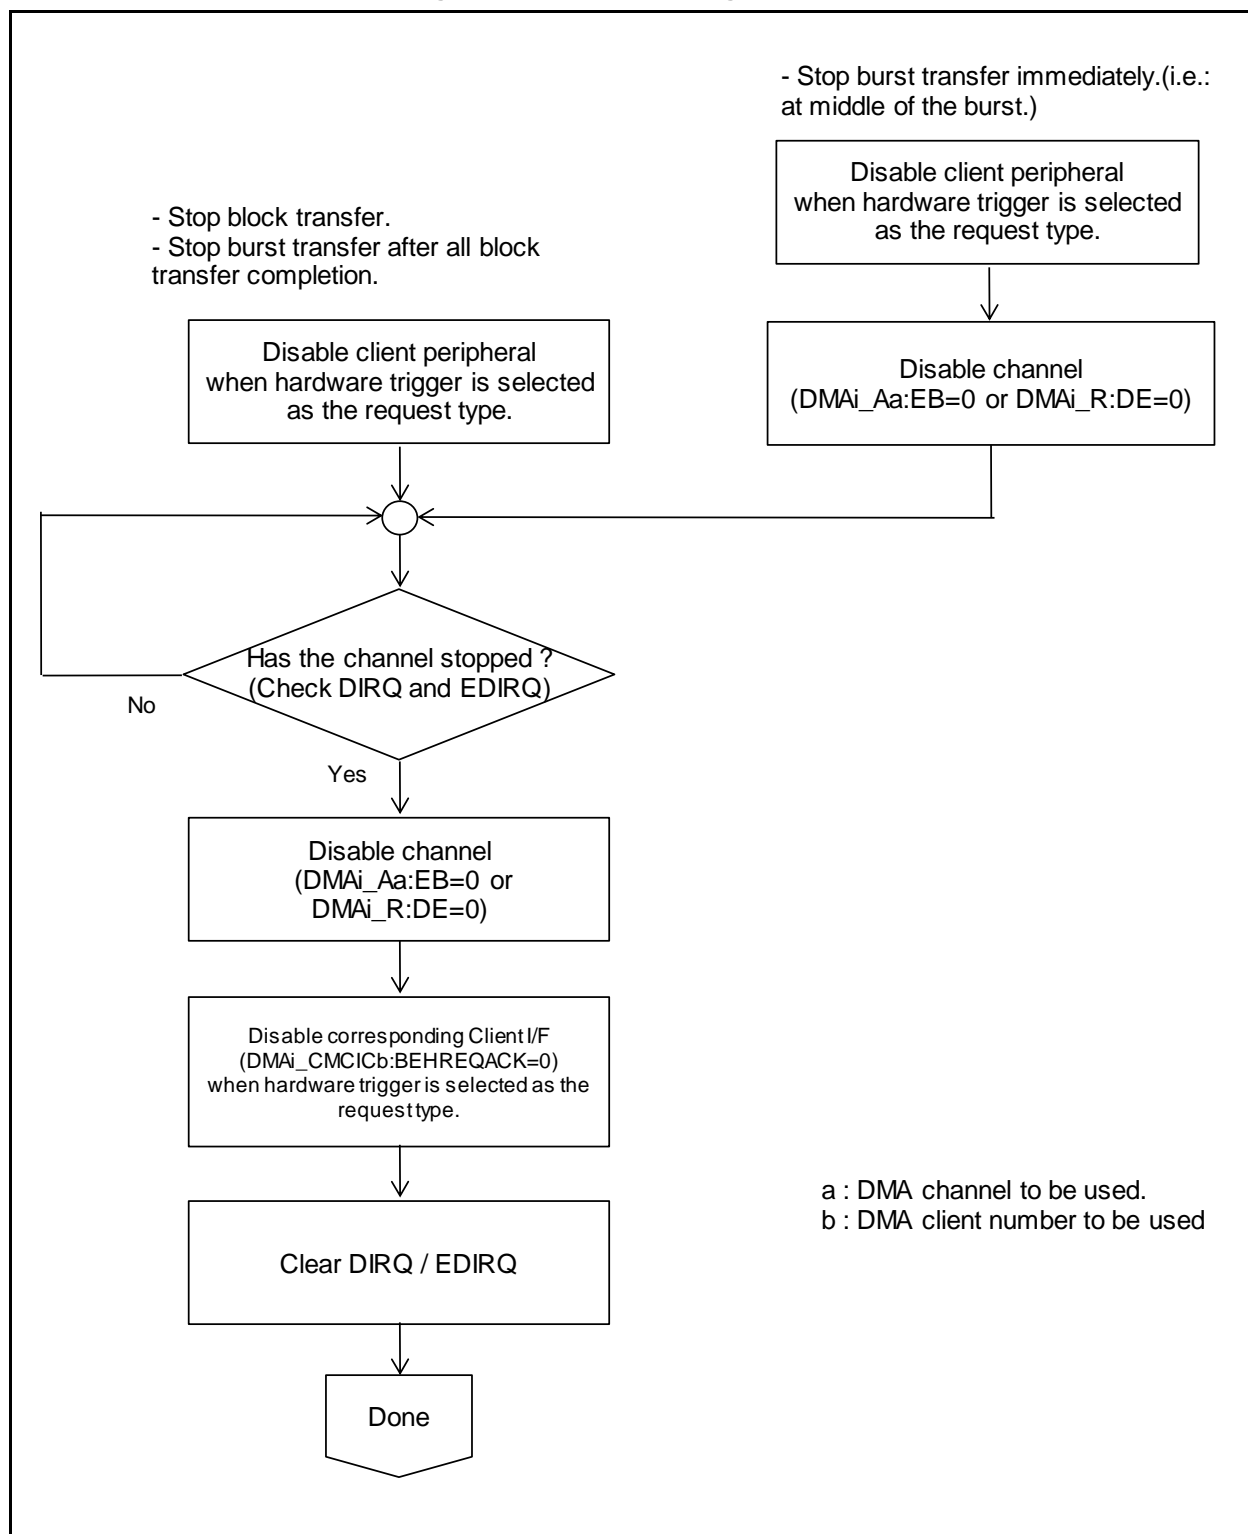 - Stop burst transfer immediately.(i.e.:
at middle of the burst.)
Disable client peripheral
when hardware trigger is selected
as the request type.
- Stop block transfer.
- Stop burst transfer after all block
transfer completion.
Disable client peripheral
when hardware trigger is selected
as the request type.
Disable channel
(DMAi_Aa:EB=0 or DMAi_R:DE=0)
Has the channel stopped ?
(Check DIRQ and EDIRQ)
No
Yes
Disable channel
(DMAi_Aa:EB=0 or
DMAi_R:DE=0)
Disable corresponding Client I/F
(DMAi_CMCICb:BEHREQACK=0)
when hardware trigger is selected as the
request type.
a : DMA channel to be used.
b : DMA client number to be used
Clear DIRQ / EDIRQ
Done